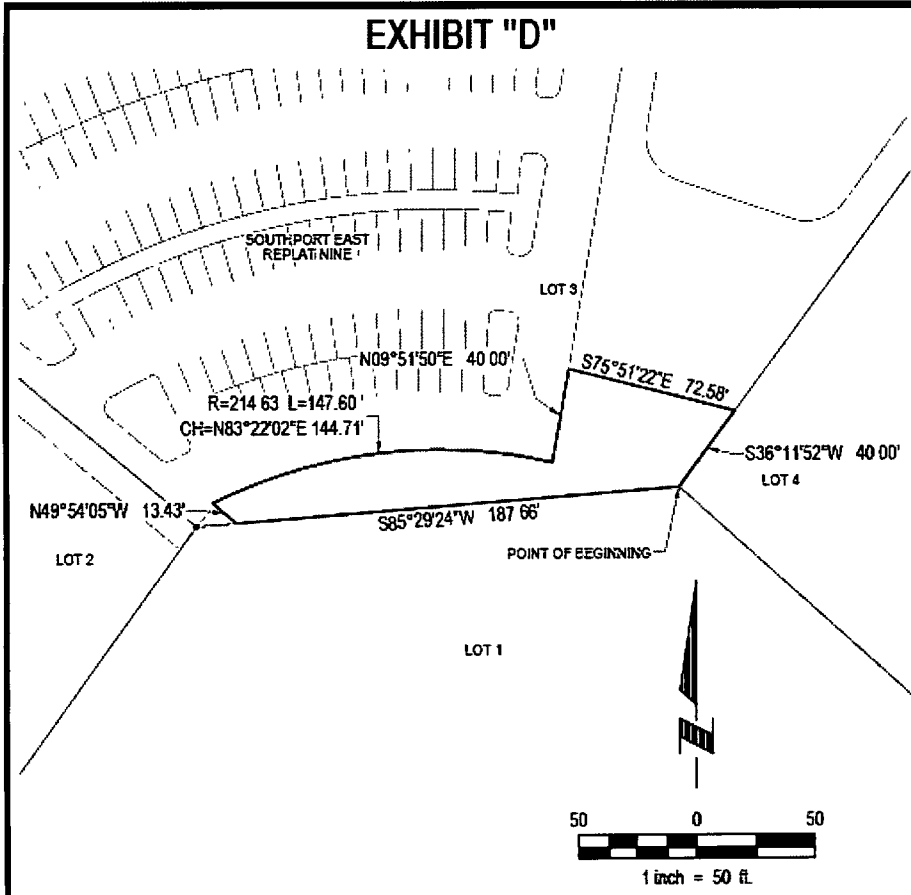 EXHIBIT "D"
SOUTHPORT EAST
REPLAT NINE
LOT 3
N09°51'50"E 40 00'
S75°51'22"E 72.58'
R=214 63 L=147.60'
CH=N83°22'02"E 144.71'
S36°11'52"W 40 00'
LOT 4
N49°54'05"W 13.43'
S85°29'24"W 187 66'
POINT OF BEGINNING
LOT 2
LOT 1
50 0 50
1 inch = 50 ft.